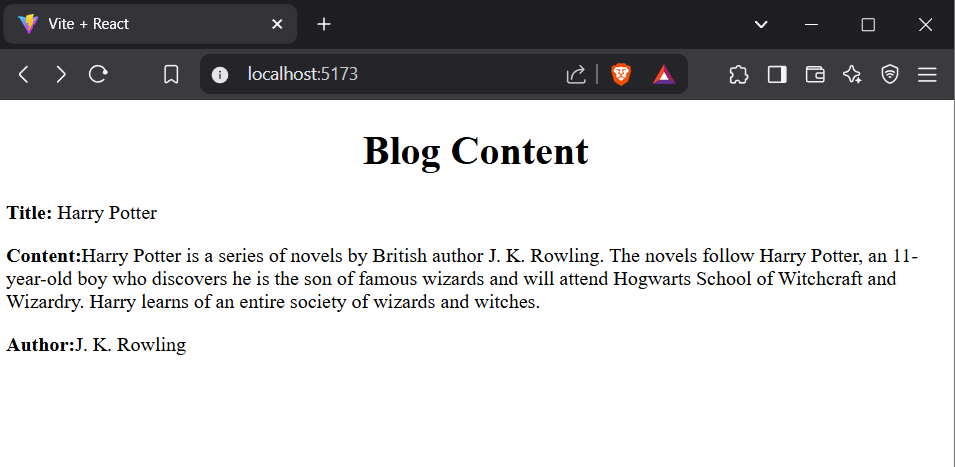 Vite + React
localhost:5173
Blog Content
Title: Harry Potter
Content:Harry Potter is a series of novels by British author J. K. Rowling. The novels follow Harry Potter, an 11-
year-old boy who discovers he is the son of famous wizards and will attend Hogwarts School of Witchcraft and
Wizardry. Harry learns of an entire society of wizards and witches.
Author:J. K. Rowling